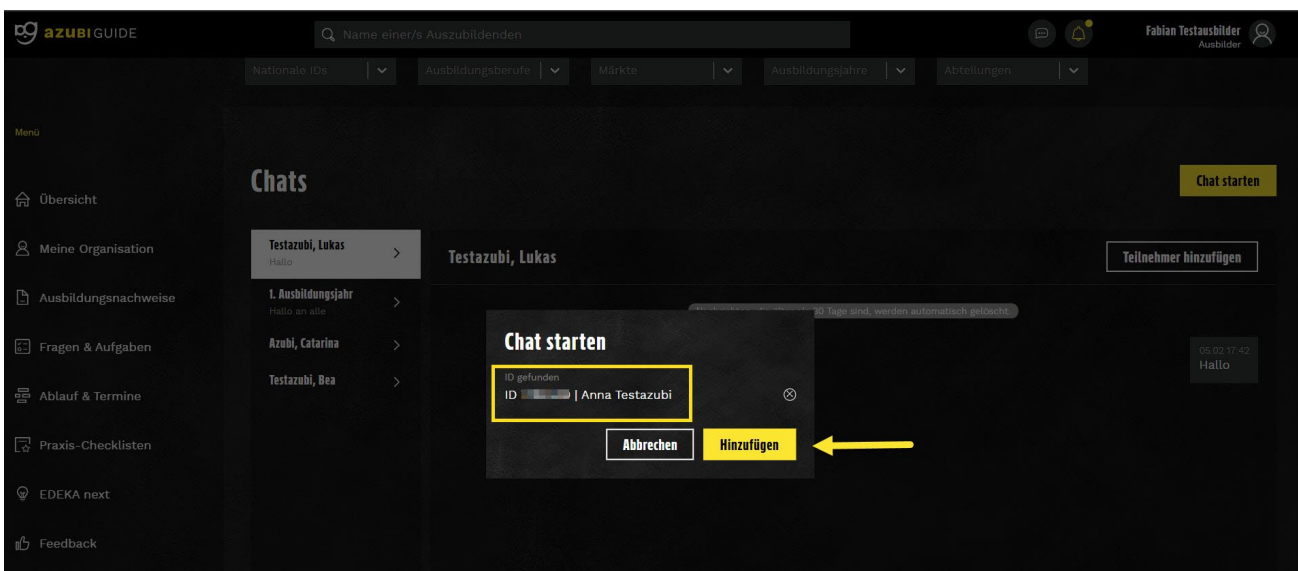 azubiGUIDE
Name einer/s Auszubildenden
Fabian Testausbilder
Ausbilder
Nationale IDs
Ausbildungsberufe
Märkte
Ausbildungsjahre
Abteilungen
Menü
Übersicht
Meine Organisation
Ausbildungsnachweise
Fragen & Aufgaben
Ablauf & Termine
Praxis-Checklisten
EDEKA next
Feedback
Chats
Chat starten
Testazubi, Lukas
Hallo
1. Ausbildungsjahr
Hallo an alle
Azubi, Catarina
Testazubi, Bea
Testazubi, Lukas
Teilnehmer hinzufügen
30 Tage sind, werden automatisch gelöscht.
05.02 17:42
Hallo
Chat starten
ID gefunden
ID | Anna Testazubi
Abbrechen
Hinzufügen